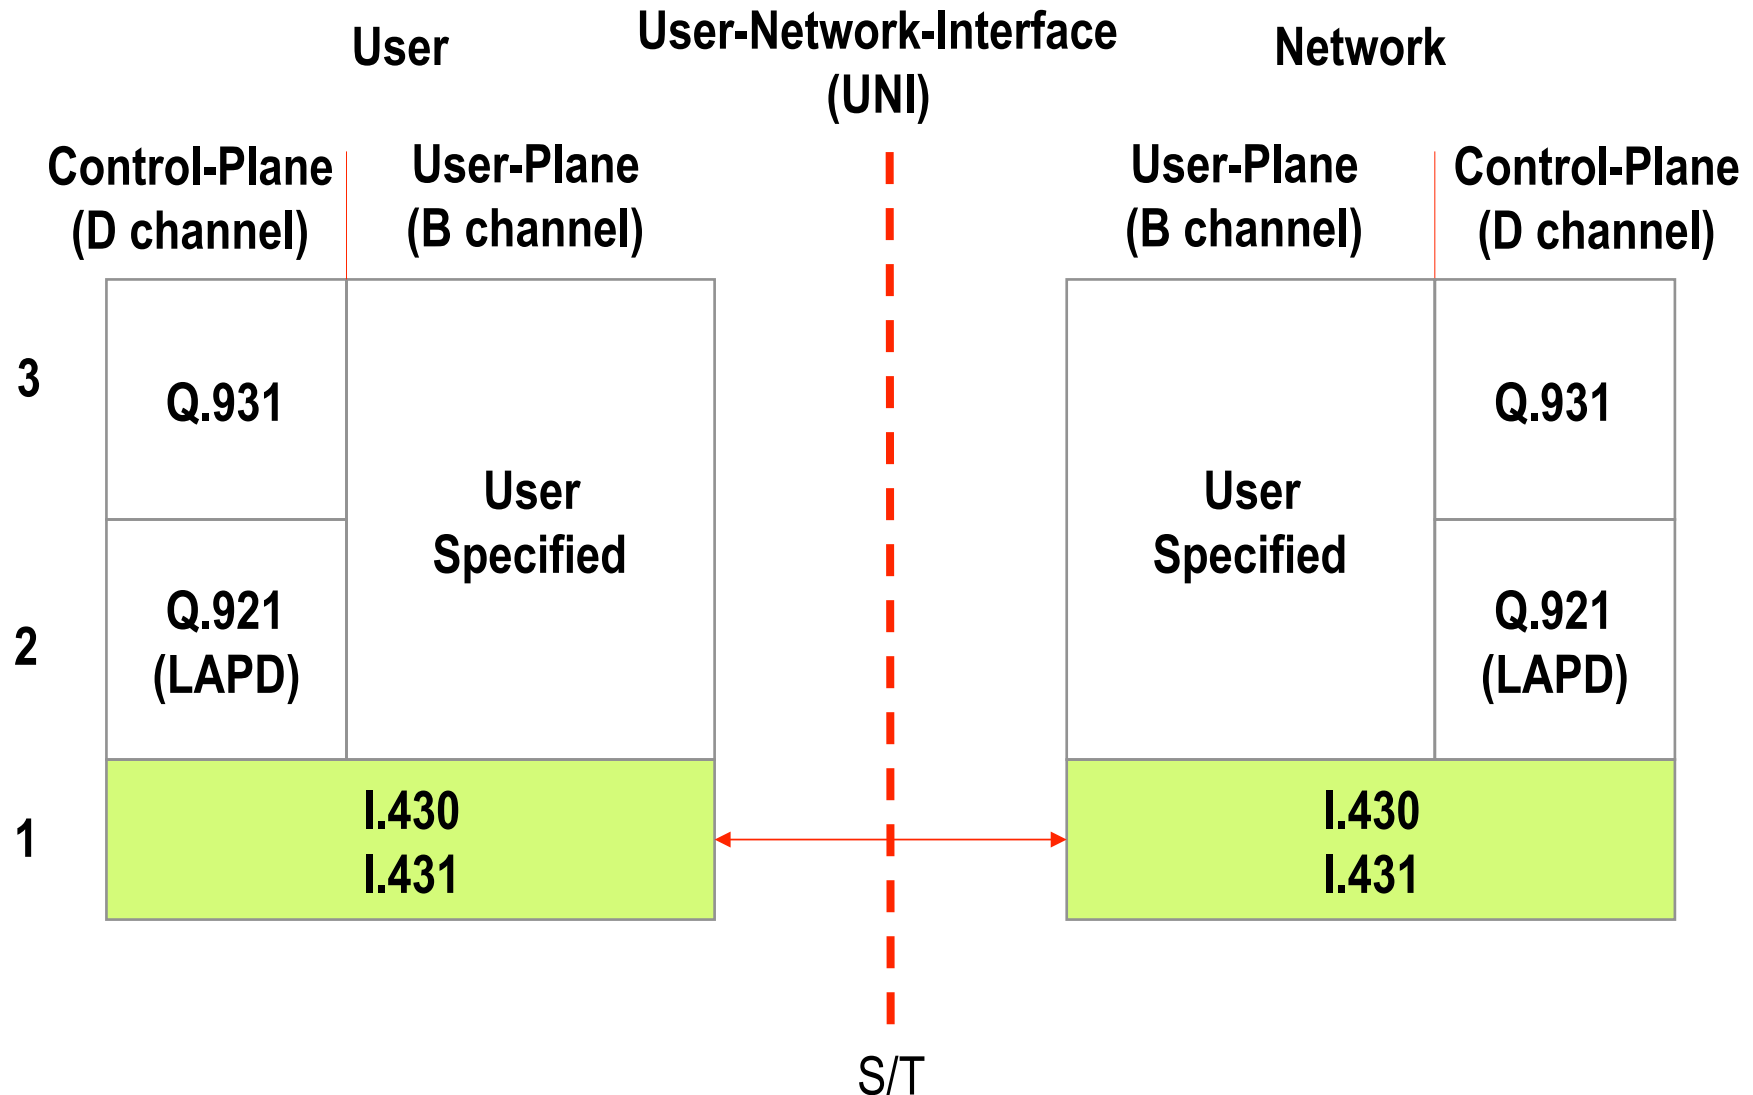 User
User-Network-Interface
(UNI)
Network
Control-Plane
(D channel)
User-Plane
(B channel)
User-Plane
(B channel)
Control-Plane
(D channel)
3
Q.931
User
Specified
User
Specified
Q.931
2
Q.921
(LAPD)
Q.921
(LAPD)
1
I.430
I.431
I.430
I.431
S/T